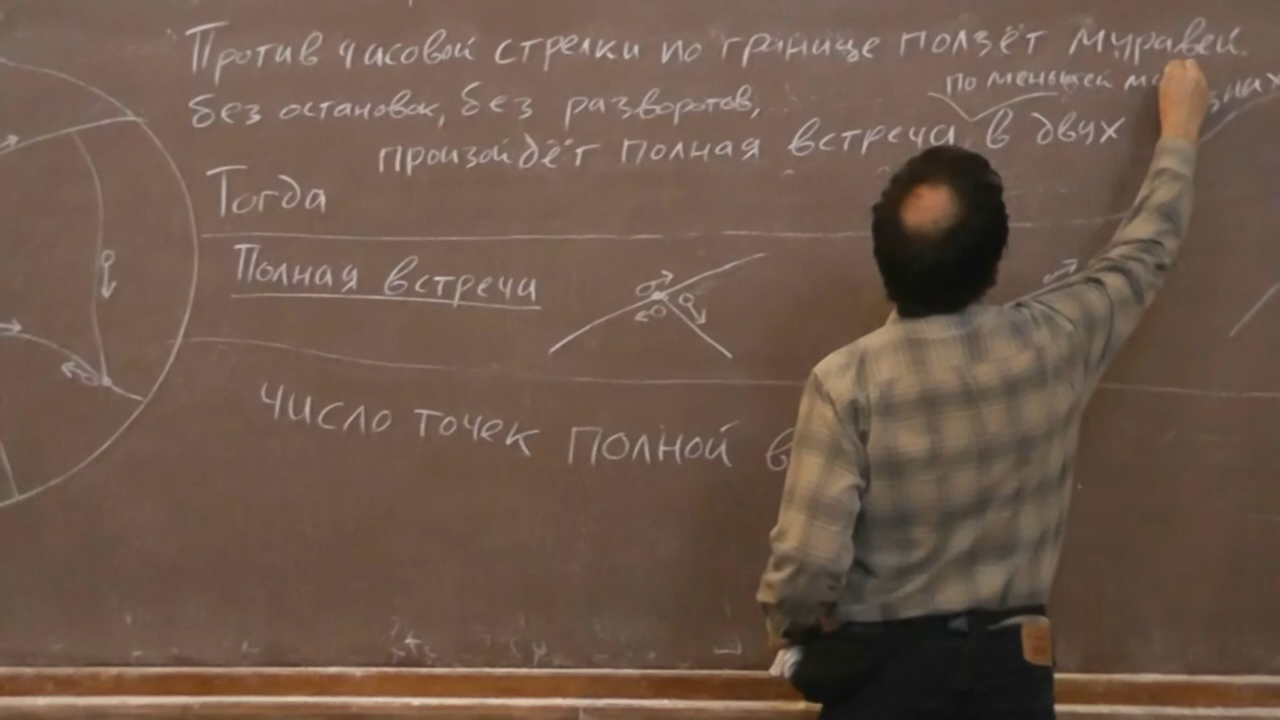 Против часовой стрелки по границе ползёт муравей.
без остановок, без разворотов,
по меньшей
произойдёт полная встреча в двух
Тогда
Полная встреча
число точек полной